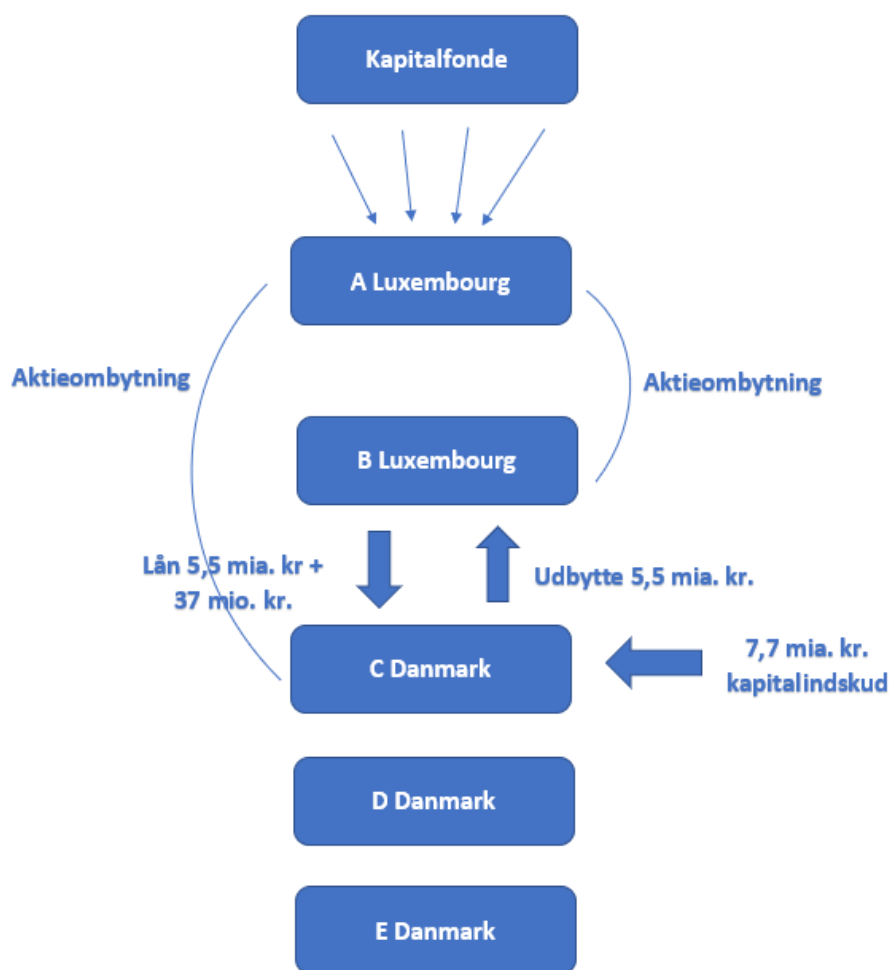 Kapitalfonde
A Luxembourg
Aktieombytning
Aktieombytning
B Luxembourg
Lån 5,5 mia. kr +
37 mio. kr.
Udbytte 5,5 mia. kr.
C Danmark
7,7 mia. kr.
kapitalindskud
D Danmark
E Danmark